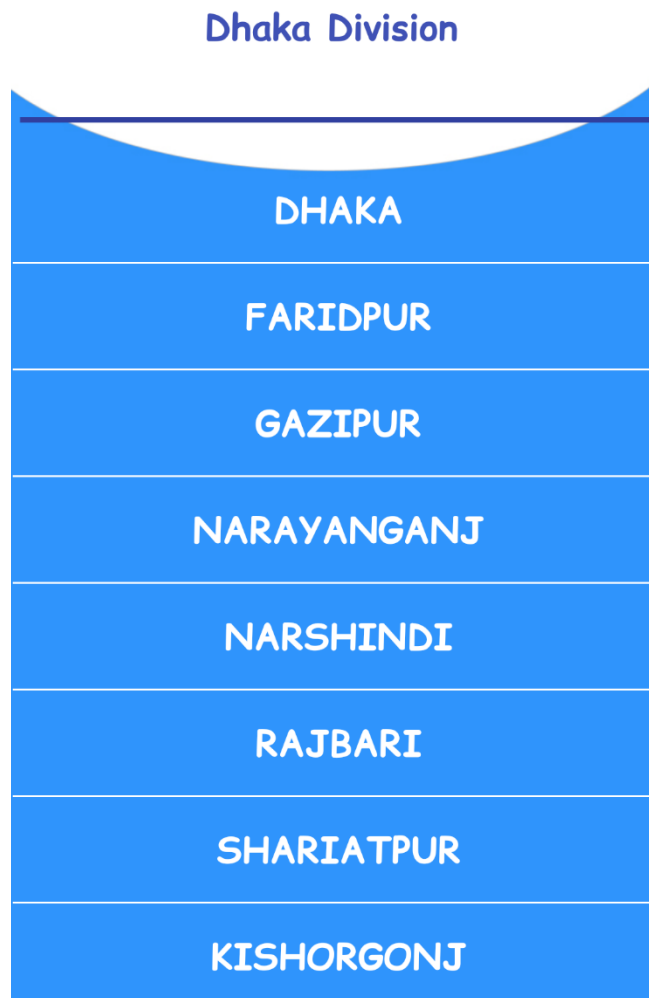 Dhaka Division
DHAKA
FARIDPUR
GAZIPUR
NARAYANGANJ
NARSHINDI
RAJBARI
SHARIATPUR
KISHORGONJ